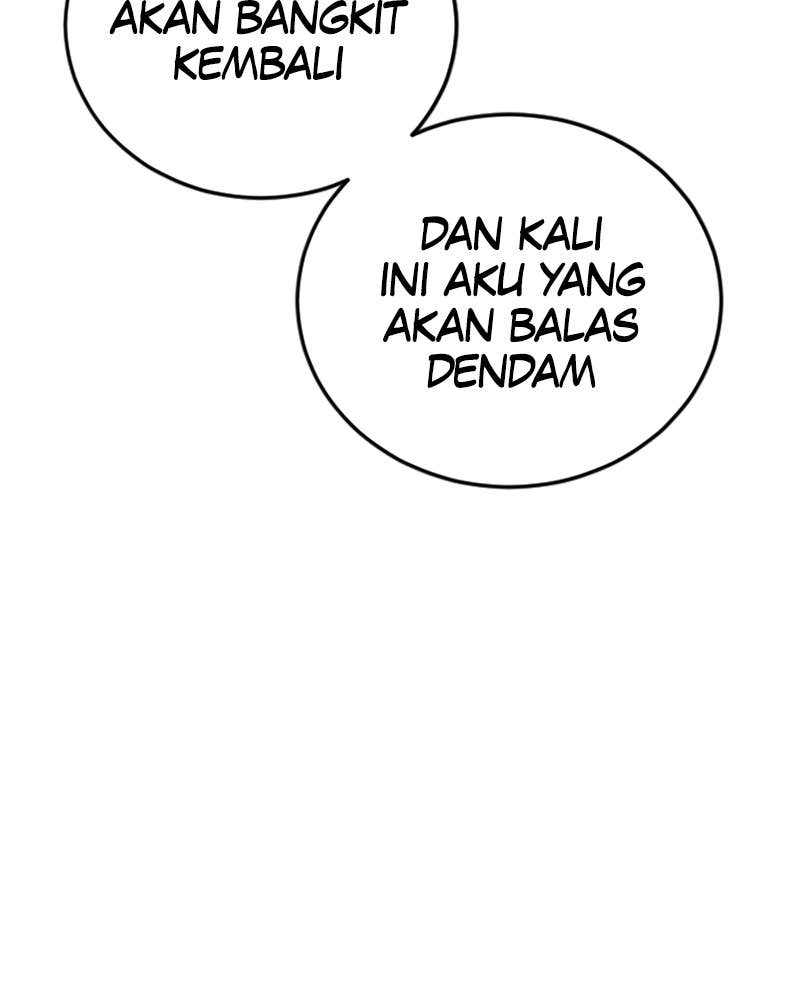 AKAN BANGKIT
KEMBALI
DAN KALI
INI AKU YANG
AKAN BALAS
DENDAM